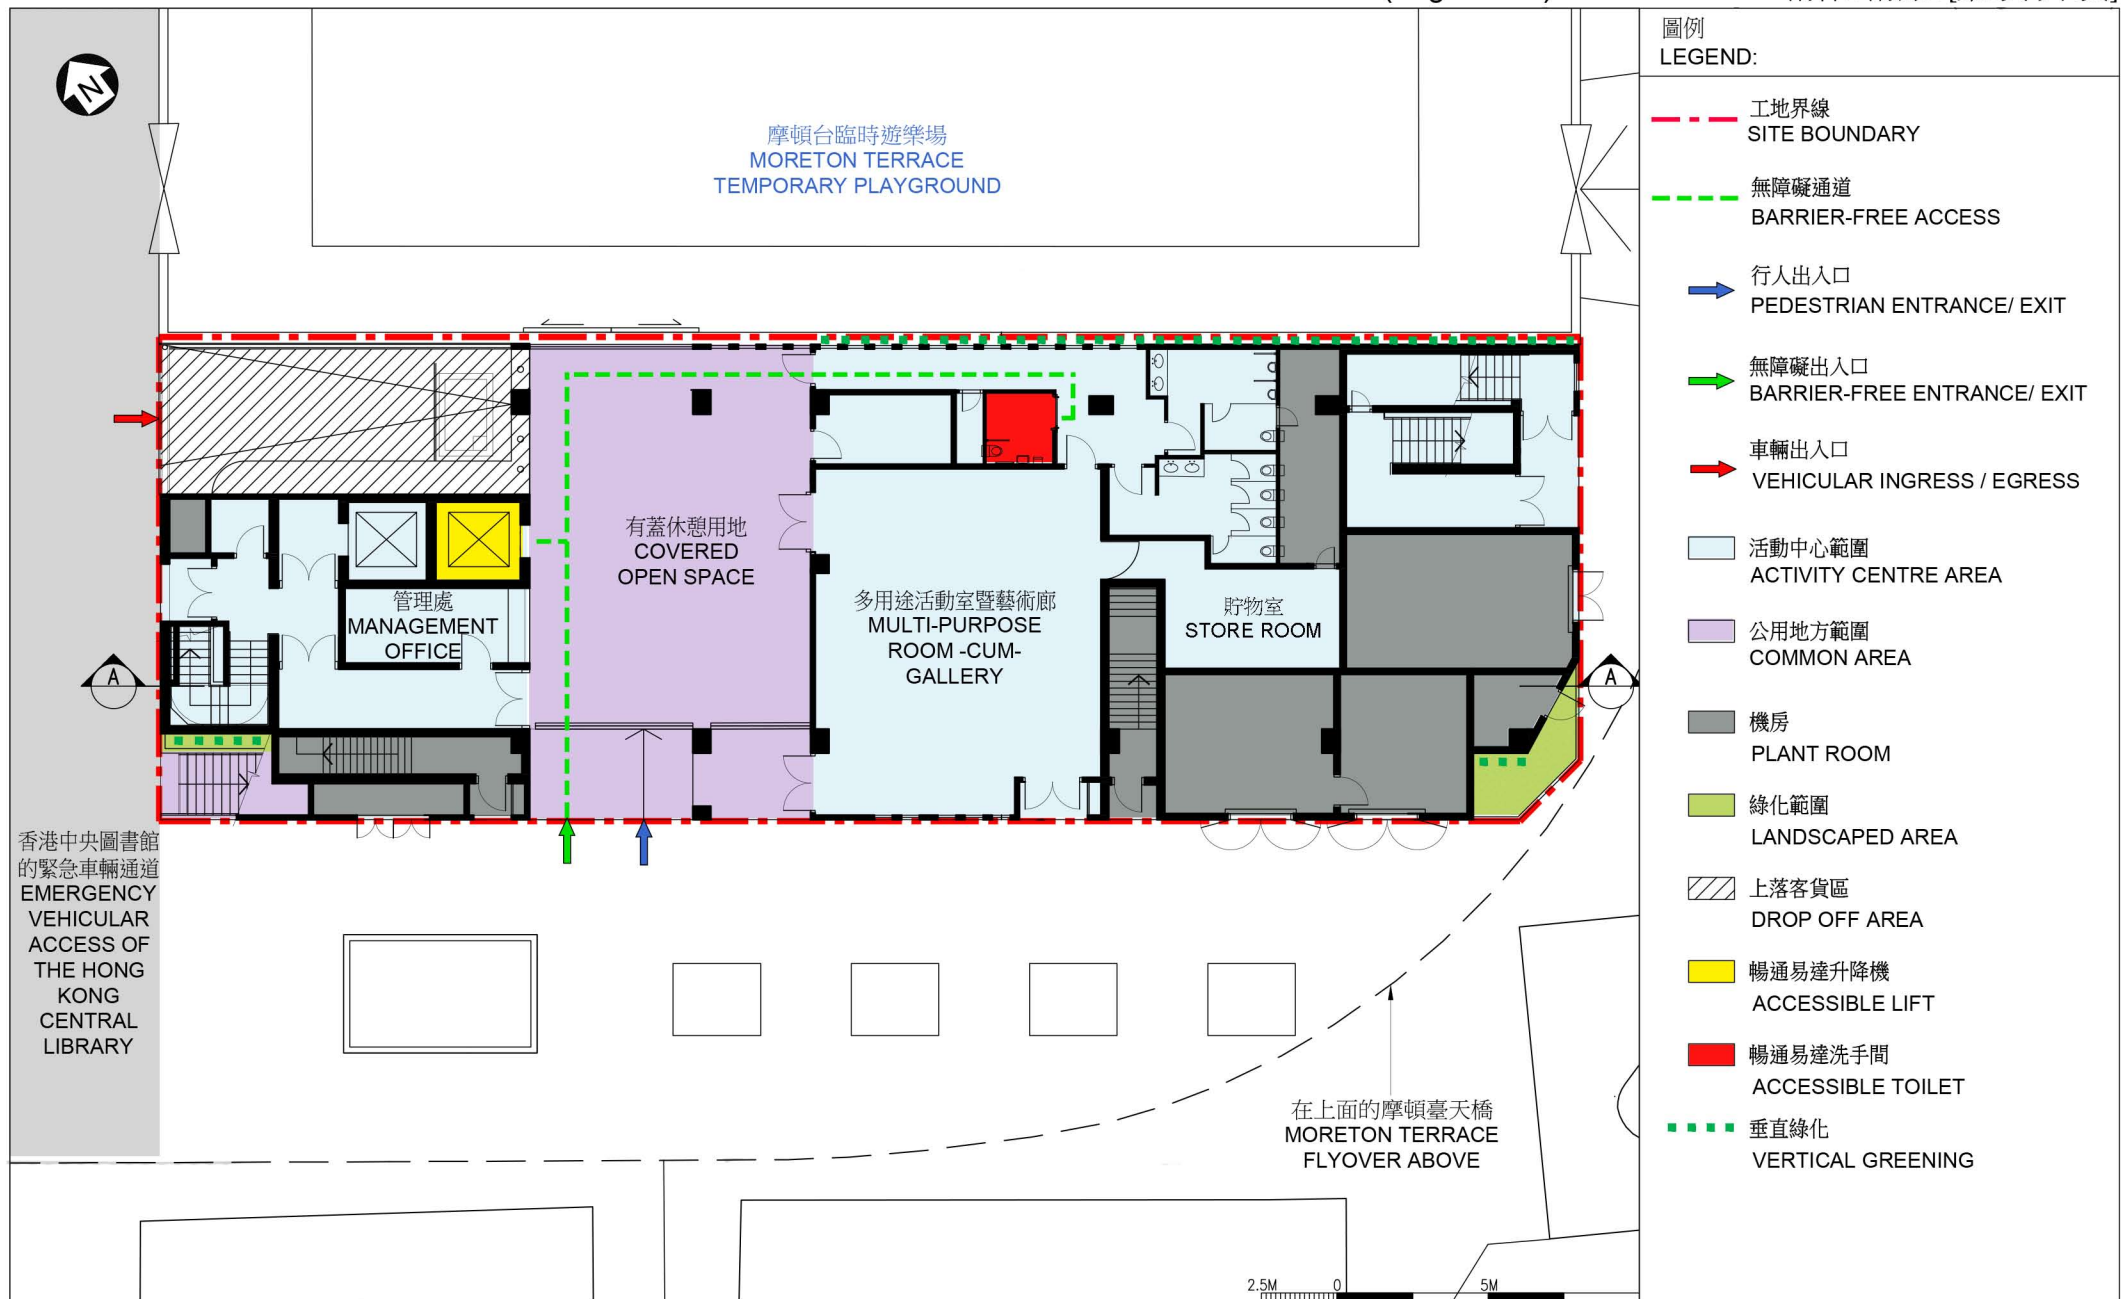 圖例
LEGEND:
工地界線
SITE BOUNDARY
無障礙通道
BARRIER-FREE ACCESS
行人出入口
PEDESTRIAN ENTRANCE/ EXIT
無障礙出入口
BARRIER-FREE ENTRANCE/ EXIT
車輛出入口
VEHICULAR INGRESS / EGRESS
活動中心範圍
ACTIVITY CENTRE AREA
公用地方範圍
COMMON AREA
機房
PLANT ROOM
綠化範圍
LANDSCAPED AREA
上落客貨區
DROP OFF AREA
暢通易達升降機
ACCESSIBLE LIFT
暢通易達洗手間
ACCESSIBLE TOILET
垂直綠化
VERTICAL GREENING
N
摩頓台臨時遊樂場
MORETON TERRACE
TEMPORARY PLAYGROUND
有蓋休憩用地
COVERED
OPEN SPACE
管理處
MANAGEMENT
OFFICE
多用途活動室暨藝術廊
MULTI-PURPOSE
ROOM -CUM-
GALLERY
貯物室
STORE ROOM
A
A
香港中央圖書館
的緊急車輛通道
EMERGENCY
VEHICULAR
ACCESS OF
THE HONG
KONG
CENTRAL
LIBRARY
在上面的摩頓臺天橋
MORETON TERRACE
FLYOVER ABOVE
2.5M 0 5M